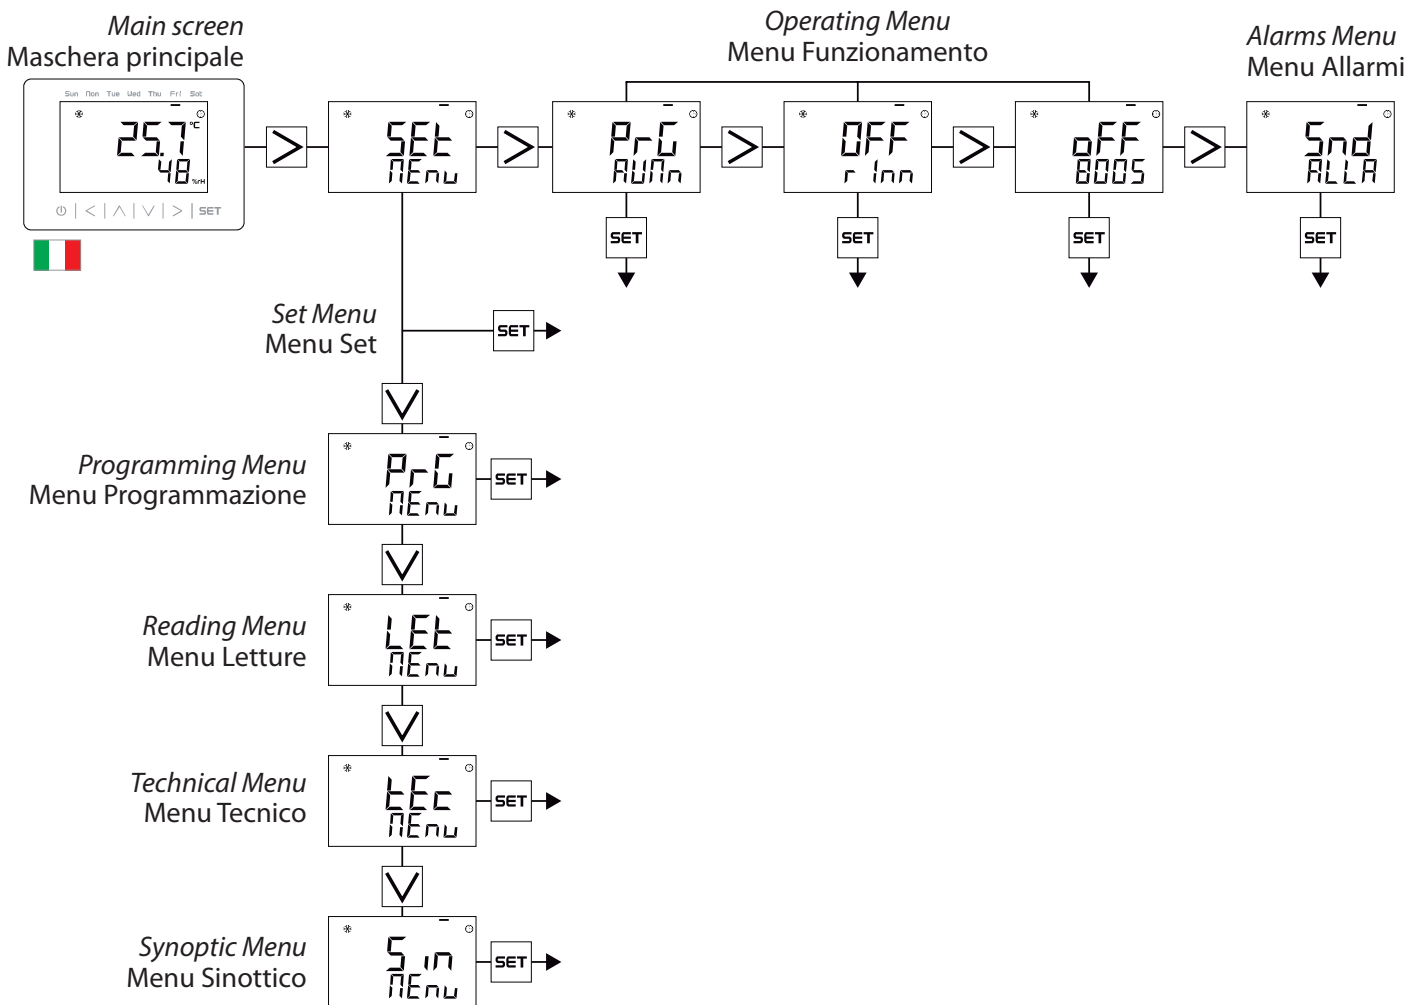 Main screen
Maschera principale
Operating Menu
Menu Funzionamento
Alarms Menu
Menu Allarmi
Sun Mon Tue Wed Thu Fri Sat
25.7 °C
48 %rH
SET
SEt
MEnu
PrG
AUMn
OFF
rInn
oFF
BOOS
Snd
ALLA
SET
SET
SET
SET
Set Menu
Menu Set
SET
Programming Menu
Menu Programmazione
PrG
MEnu
SET
Reading Menu
Menu Letture
LEt
MEnu
SET
Technical Menu
Menu Tecnico
tEc
MEnu
SET
Synoptic Menu
Menu Sinottico
Sin
MEnu
SET